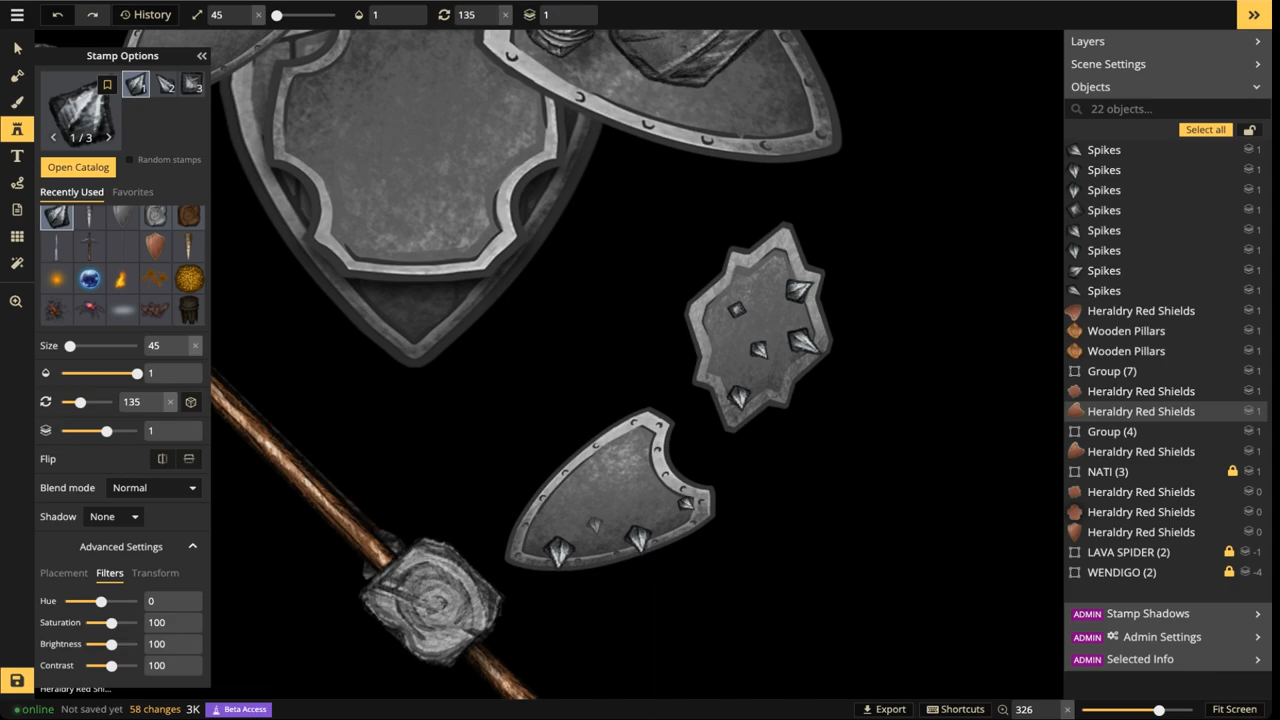 History
45
×
1
135
×
1
Stamp Options
1
2
3
1 / 3
Open Catalog
Random stamps
Recently Used
Favorites
Size
45
×
1
135
×
1
Flip
Blend mode
Normal
Shadow
None
Advanced Settings
Placement
Filters
Transform
Hue
0
Saturation
100
Brightness
100
Contrast
100
Heraldry Red Shi...
Layers
Scene Settings
Objects
22 objects...
Select all
Spikes 1
Spikes 1
Spikes 1
Spikes 1
Spikes 1
Spikes 1
Spikes 1
Spikes 1
Heraldry Red Shields 1
Wooden Pillars 1
Wooden Pillars 1
Group (7) 1
Heraldry Red Shields 1
Heraldry Red Shields 1
Group (4) 1
Heraldry Red Shields 1
NATI (3) 1
Heraldry Red Shields 0
Heraldry Red Shields 0
Heraldry Red Shields 0
LAVA SPIDER (2) -1
WENDIGO (2) -4
ADMIN Stamp Shadows
ADMIN Admin Settings
ADMIN Selected Info
online Not saved yet 58 changes 3K Beta Access
Export Shortcuts 326 × Fit Screen